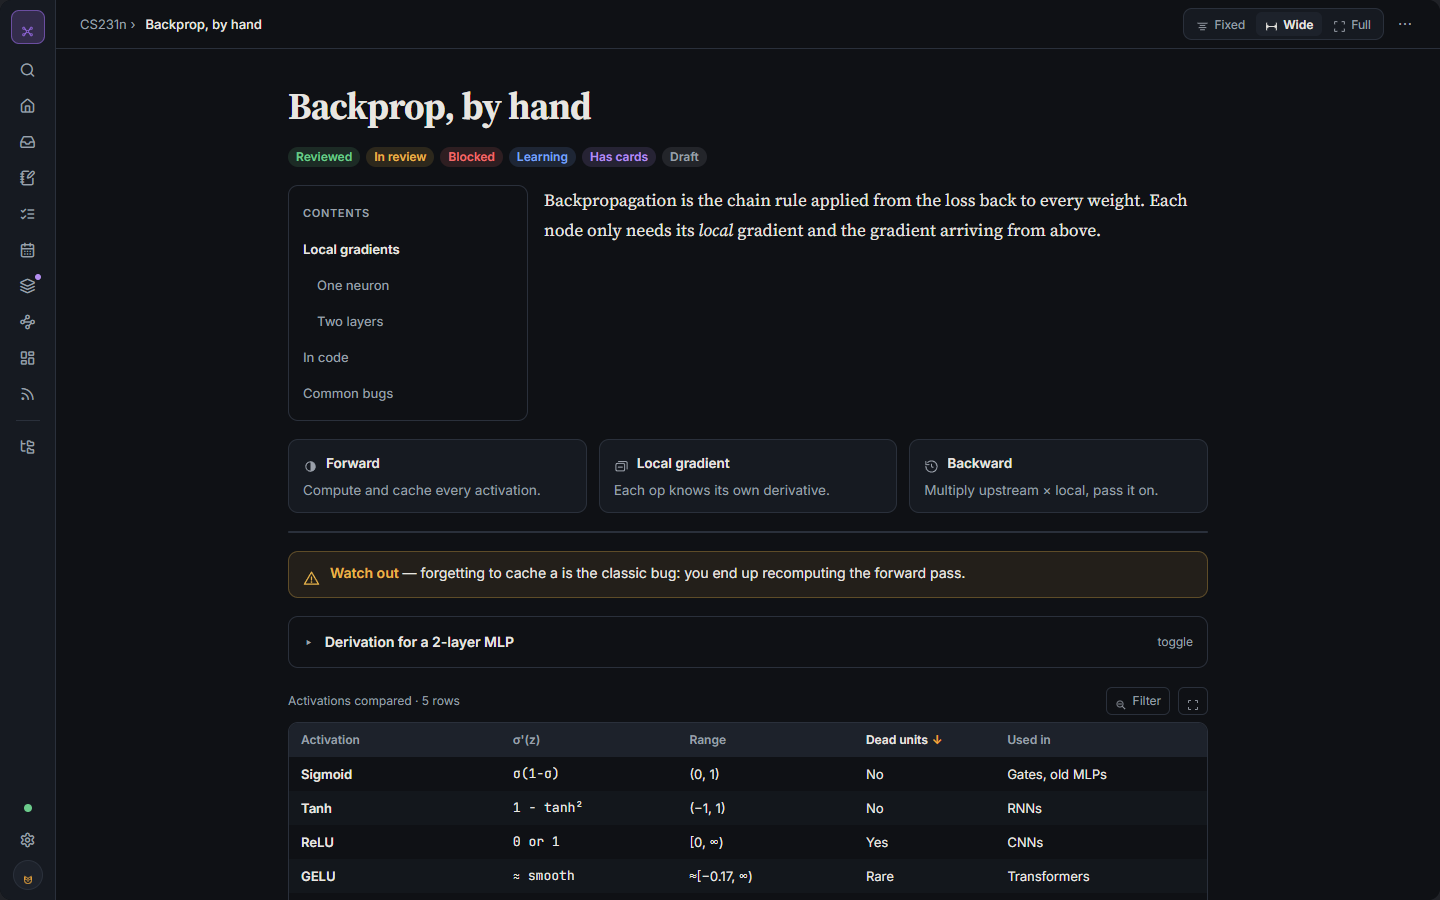 CS231n › Backprop, by hand
Fixed Wide Full
Backprop, by hand
Reviewed In review Blocked Learning Has cards Draft
CONTENTS
Local gradients
One neuron
Two layers
In code
Common bugs
Backpropagation is the chain rule applied from the loss back to every weight. Each
node only needs its local gradient and the gradient arriving from above.
Forward
Compute and cache every activation.
Local gradient
Each op knows its own derivative.
Backward
Multiply upstream × local, pass it on.
Watch out — forgetting to cache a is the classic bug: you end up recomputing the forward pass.
Derivation for a 2-layer MLP toggle
Activations compared · 5 rows Filter
Activation σ'(z) Range Dead units ↓ Used in
Sigmoid σ(1-σ) (0, 1) No Gates, old MLPs
Tanh 1 - tanh² (−1, 1) No RNNs
ReLU 0 or 1 [0, ∞) Yes CNNs
GELU ≈ smooth ≈[−0.17, ∞) Rare Transformers